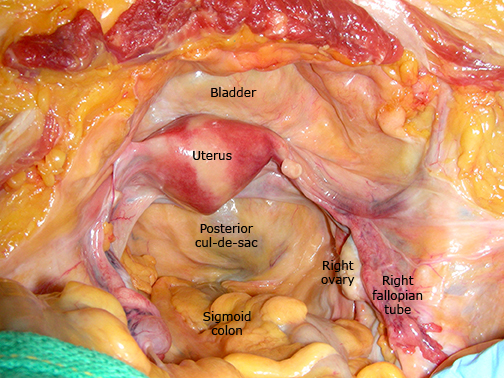 Bladder
Uterus
Posterior
cul-de-sac
Right
ovary
Right
fallopian
tube
Sigmoid
colon